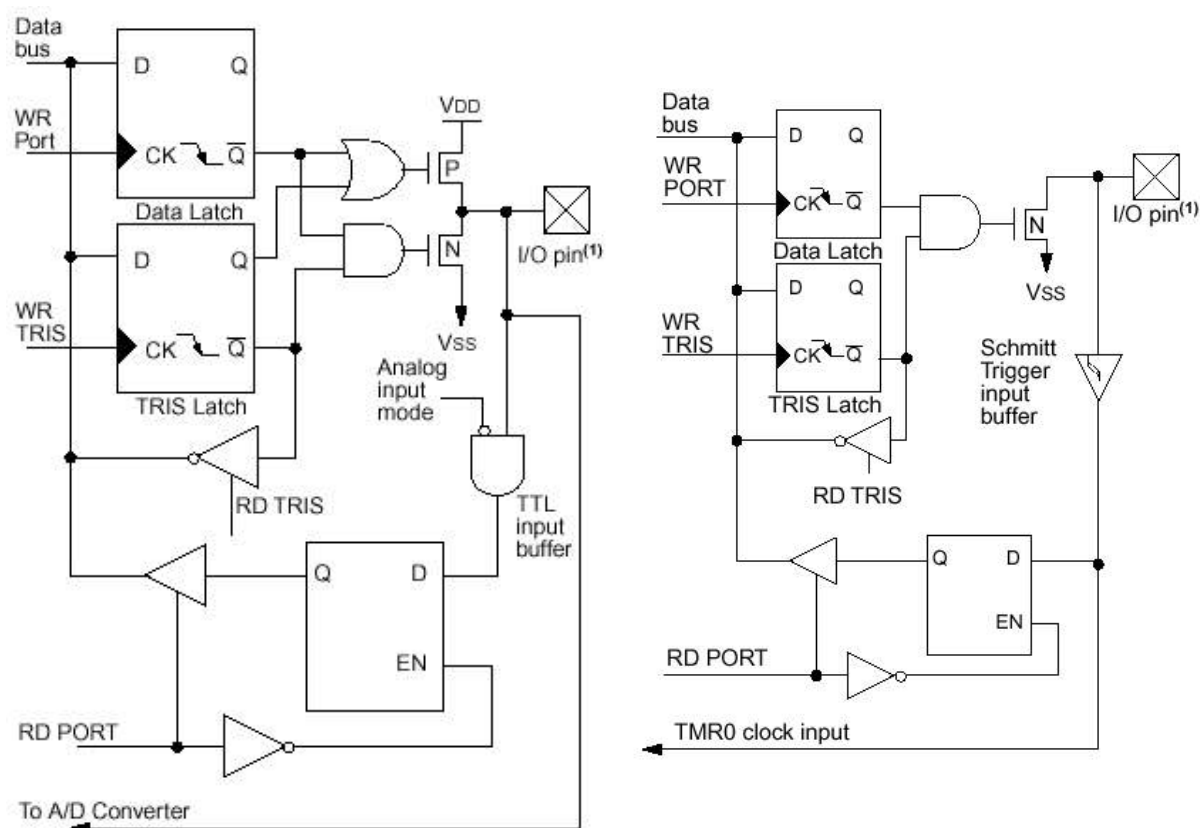 Data
bus
D
Q
WR
Port
CK
Q̅
Data Latch
VDD
P
D
Q
N
I/O pin(1)
WR
TRIS
CK
Q̅
VSS
TRIS Latch
Analog
input
mode
RD TRIS
TTL
input
buffer
Q
D
EN
RD PORT
To A/D Converter
Data
bus
D
Q
WR
PORT
CK
Q̅
N
I/O pin(1)
Data Latch
VSS
D
Q
WR
TRIS
CK
Q̅
TRIS Latch
Schmitt
Trigger
input
buffer
RD TRIS
Q
D
EN
RD PORT
TMR0 clock input